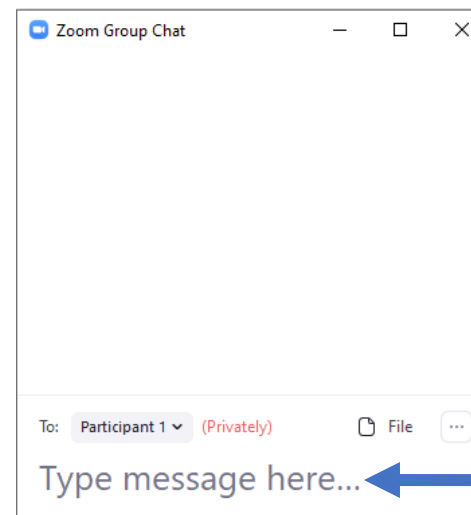 Zoom Group Chat
To: Participant 1 (Privately) File ...
Type message here...